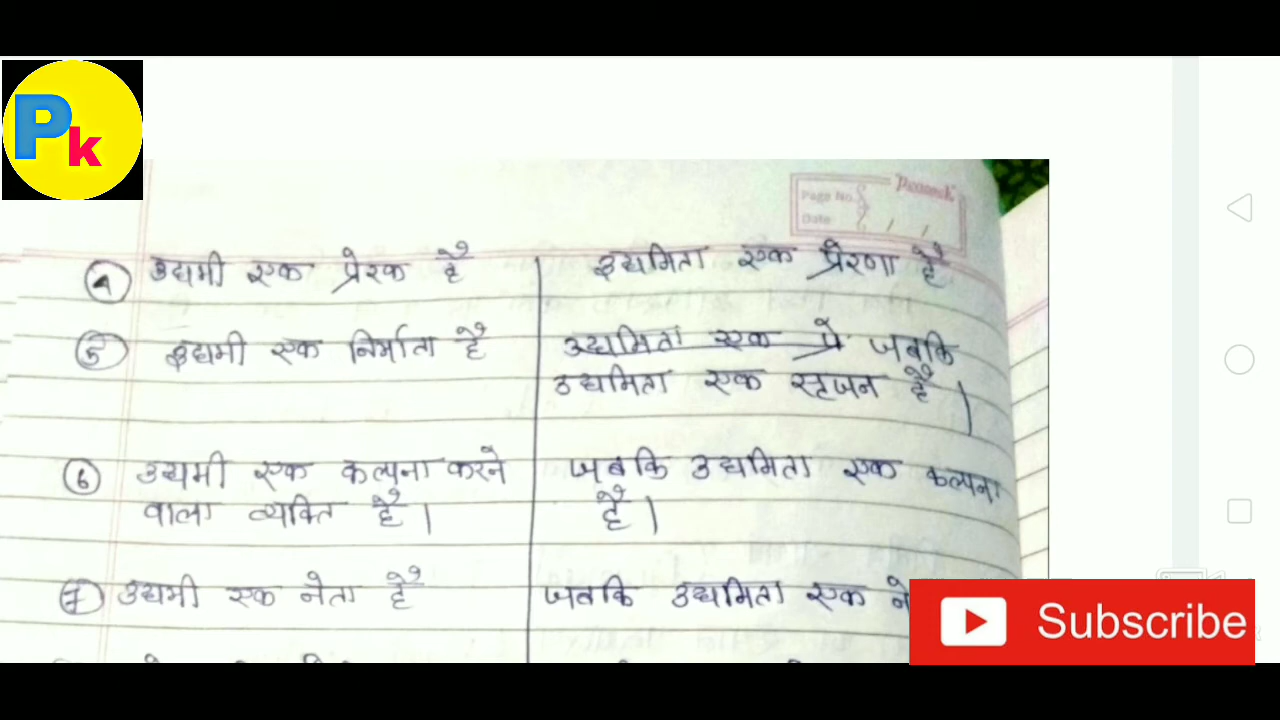 Pk
Peacock
Page No.
Date
4 उद्यमी एक प्रेरक है
उद्यमिता एक प्रेरणा है
5 उद्यमी एक निर्माता है
उद्यमिता एक प्रे जबकि
उद्यमिता एक सृजन है।
6 उद्यमी एक कल्पना करने
वाला व्यक्ति है।
जबकि उद्यमिता एक कल्पना
है।
7 उद्यमी एक नेता है
जबकि उद्यमिता एक ने
Subscribe